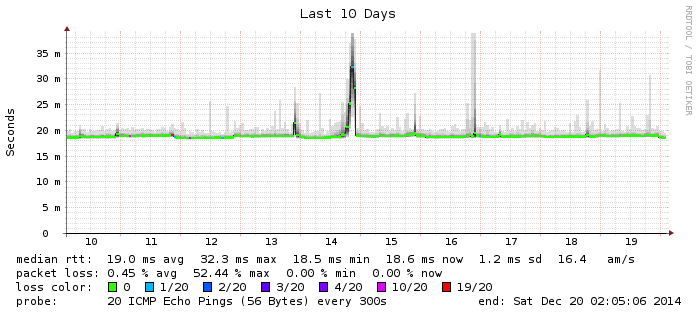 Last 10 Days
RRDTOOL / TOBI OETIKER
Seconds
35 m
30 m
25 m
20 m
15 m
10 m
5 m
0
10 11 12 13 14 15 16 17 18 19
median rtt: 19.0 ms avg 32.3 ms max 18.5 ms min 18.6 ms now 1.2 ms sd 16.4 am/s
packet loss: 0.45 % avg 52.44 % max 0.00 % min 0.00 % now
loss color: 0 1/20 2/20 3/20 4/20 10/20 19/20
probe: 20 ICMP Echo Pings (56 Bytes) every 300s end: Sat Dec 20 02:05:06 2014